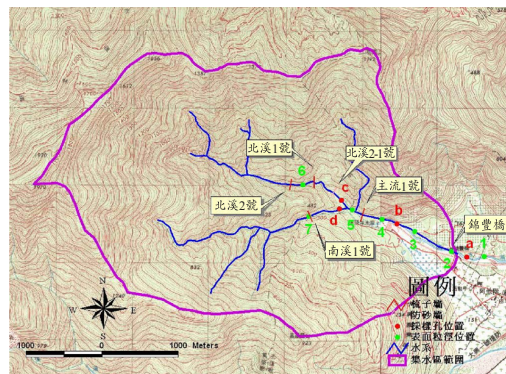 北溪1號
北溪2-1號
6
c
主流1號
北溪2號
d
5
b
錦豐橋
7
4
3
南溪1號
2
a
1
圖例
梳子壩
防砂壩
採樣孔位置
表面粒徑位置
水系
集水區範圍
N
W
E
S
1000
0
1000 Meters